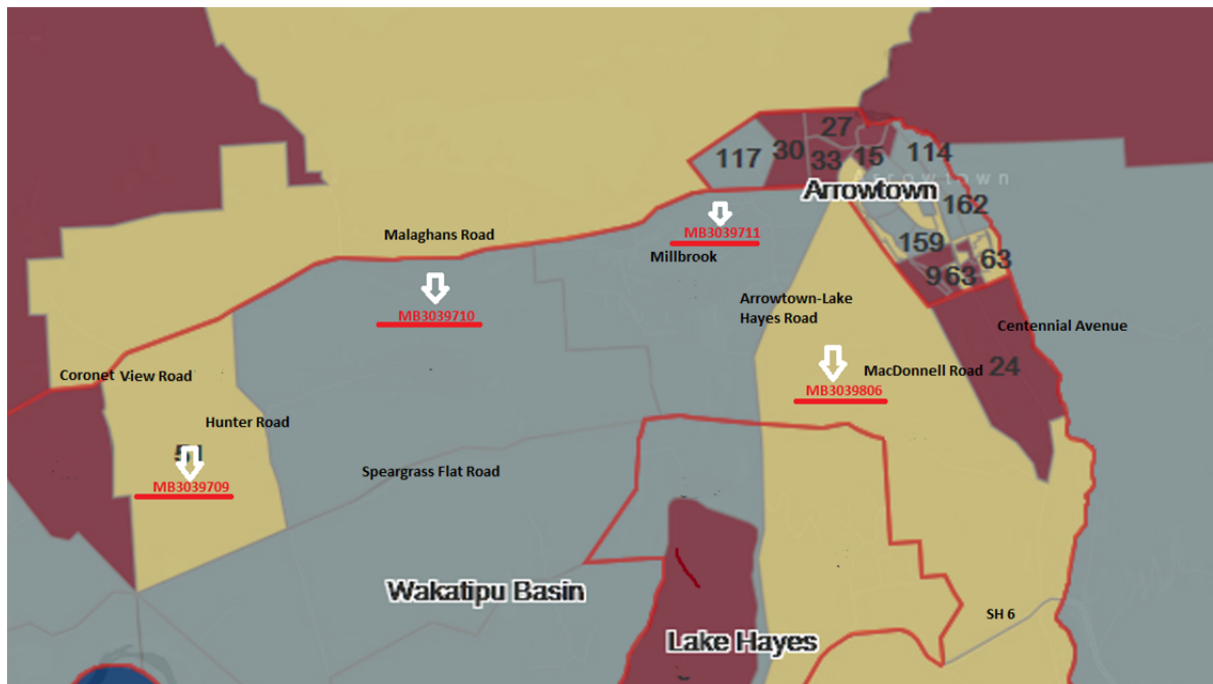 27
117
30
33
15
114
Arrowtown
Arrowtown
162
MB3039711
Malaghans Road
Millbrook
159
63
9
63
Arrowtown-Lake
Hayes Road
MB3039710
Centennial Avenue
Coronet View Road
MacDonnell Road
24
MB3039806
Hunter Road
Speargrass Flat Road
MB3039709
Wakatipu Basin
SH 6
Lake Hayes